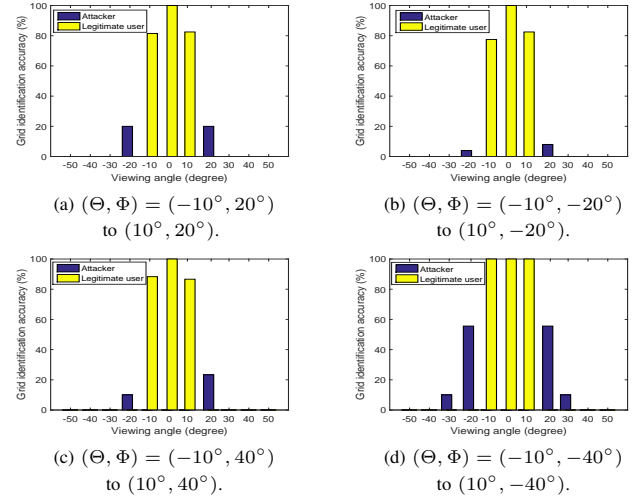 Grid identification accuracy (%)
100
80
60
40
20
0
Attacker
Legitimate user
-50 -40 -30 -20 -10 0 10 20 30 40 50
Viewing angle (degree)
(a) (Θ, Φ) = (−10°, 20°)
to (10°, 20°).
Grid identification accuracy (%)
100
80
60
40
20
0
Attacker
Legitimate user
-50 -40 -30 -20 -10 0 10 20 30 40 50
Viewing angle (degree)
(b) (Θ, Φ) = (−10°, −20°)
to (10°, −20°).
Grid identification accuracy (%)
100
80
60
40
20
0
Attacker
Legitimate user
-50 -40 -30 -20 -10 0 10 20 30 40 50
Viewing angle (degree)
(c) (Θ, Φ) = (−10°, 40°)
to (10°, 40°).
Grid identification accuracy (%)
100
80
60
40
20
0
Attacker
Legitimate user
-50 -40 -30 -20 -10 0 10 20 30 40 50
Viewing angle (degree)
(d) (Θ, Φ) = (−10°, −40°)
to (10°, −40°).